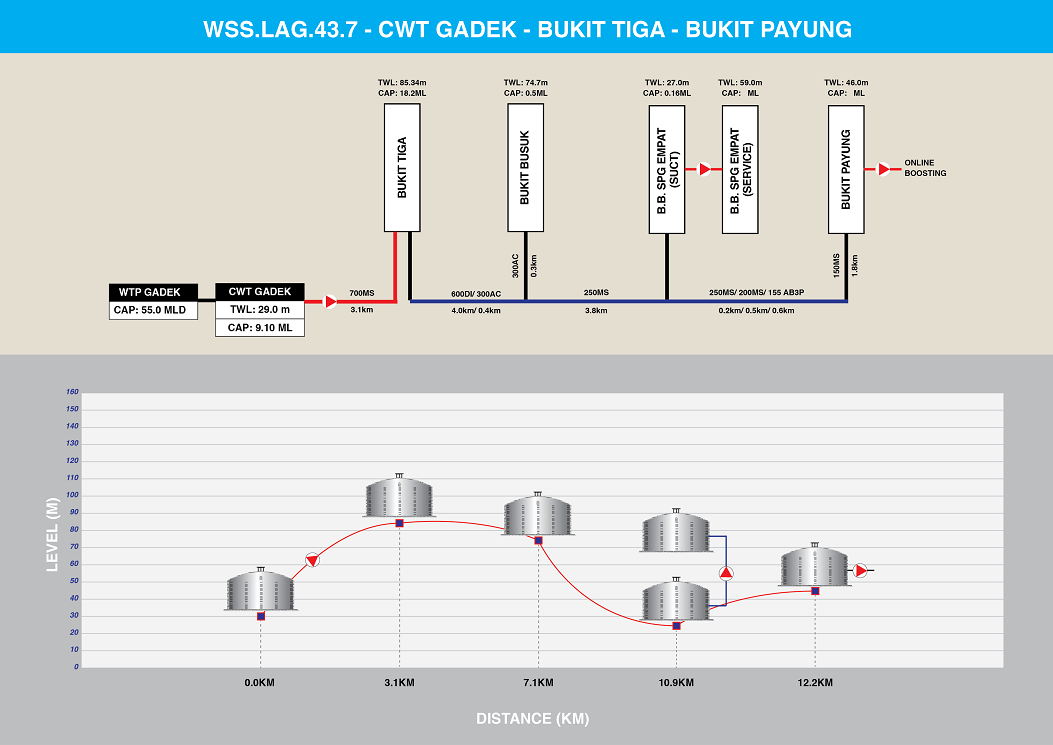 WSS.LAG.43.7 - CWT GADEK - BUKIT TIGA - BUKIT PAYUNG
TWL: 85.34m
CAP: 18.2ML
TWL: 74.7m
CAP: 0.5ML
TWL: 27.0m
CAP: 0.16ML
TWL: 59.0m
CAP: ML
TWL: 46.0m
CAP: ML
BUKIT TIGA
BUKIT BUSUK
B.B. SPG EMPAT
(SUCT)
B.B. SPG EMPAT
(SERVICE)
BUKIT PAYUNG
ONLINE
BOOSTING
300AC
0.3km
150MS
1.8km
WTP GADEK
CAP: 55.0 MLD
CWT GADEK
TWL: 29.0 m
CAP: 9.10 ML
700MS
3.1km
600DI/ 300AC
4.0km/ 0.4km
250MS
3.8km
250MS/ 200MS/ 155 AB3P
0.2km/ 0.5km/ 0.6km
LEVEL (M)
160
150
140
130
120
110
100
90
80
70
60
50
40
30
20
10
0
0.0KM
3.1KM
7.1KM
10.9KM
12.2KM
DISTANCE (KM)